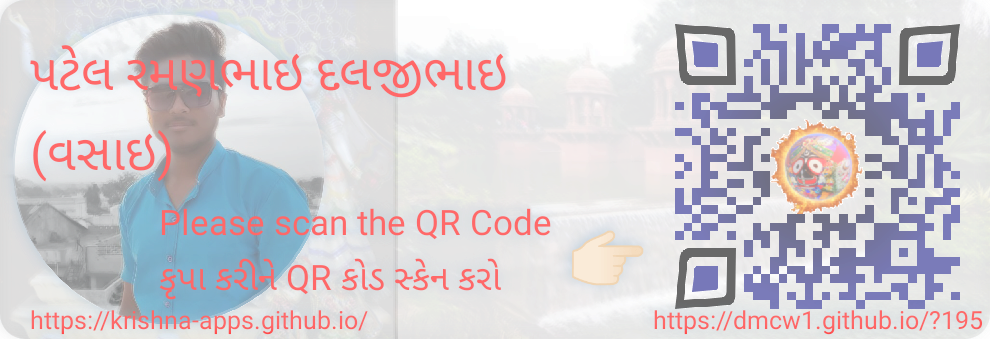 પટેલ રમણભાઇ દલજીભાઇ
(વસાઇ)
Please scan the QR Code
કૃપા કરીને QR કોડ સ્કેન કરો
https://krishna-apps.github.io/
https://dmcw1.github.io/?195